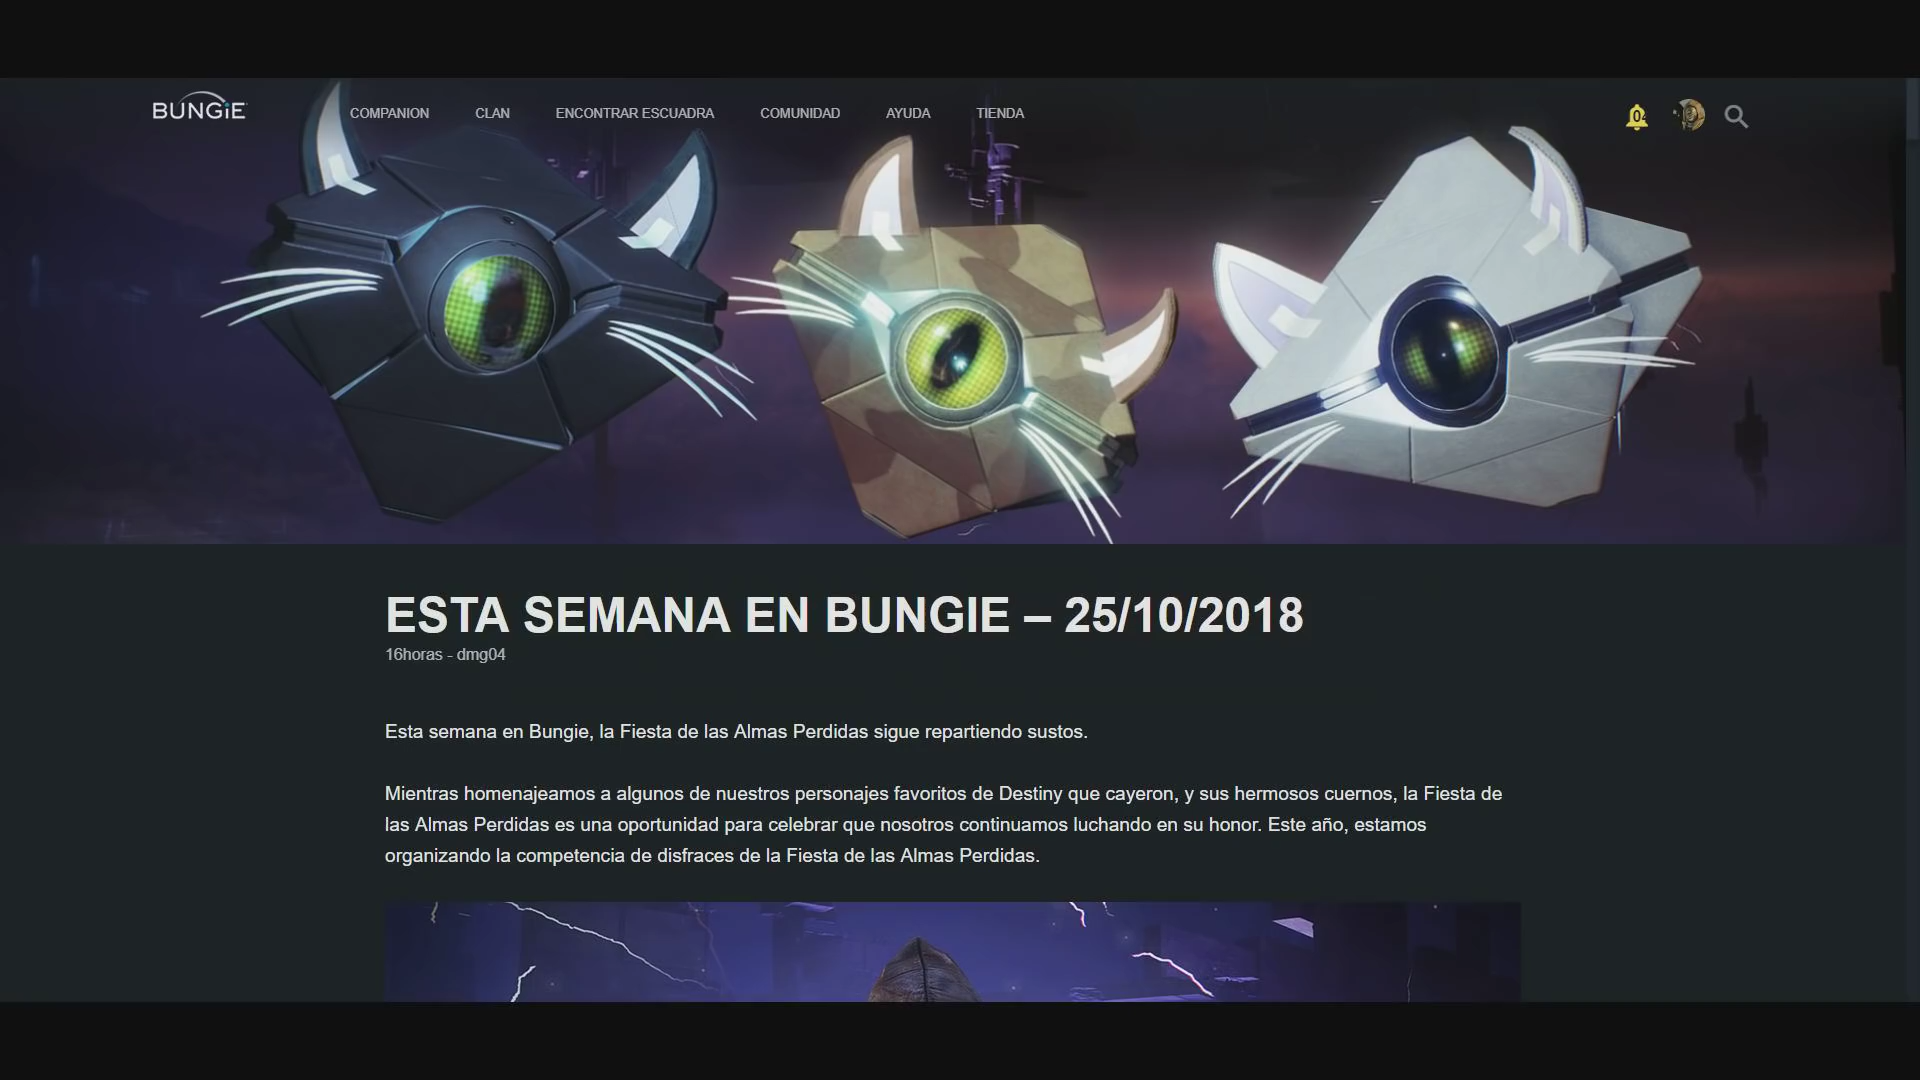 BUNGiE
COMPANION CLAN ENCONTRAR ESCUADRA COMUNIDAD AYUDA TIENDA
ESTA SEMANA EN BUNGIE – 25/10/2018
16horas - dmg04
Esta semana en Bungie, la Fiesta de las Almas Perdidas sigue repartiendo sustos.
Mientras homenajeamos a algunos de nuestros personajes favoritos de Destiny que cayeron, y sus hermosos cuernos, la Fiesta de
las Almas Perdidas es una oportunidad para celebrar que nosotros continuamos luchando en su honor. Este año, estamos
organizando la competencia de disfraces de la Fiesta de las Almas Perdidas.